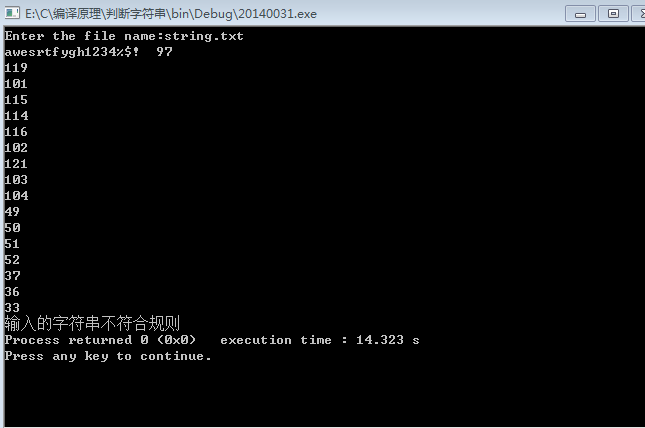 E:\C\编译原理\判断字符串\bin\Debug\20140031.exe
Enter the file name:string.txt
awesrtfygh1234%$!  97
119
101
115
114
116
102
121
103
104
49
50
51
52
37
36
33
输入的字符串不符合规则
Process returned 0 (0x0)   execution time : 14.323 s
Press any key to continue.